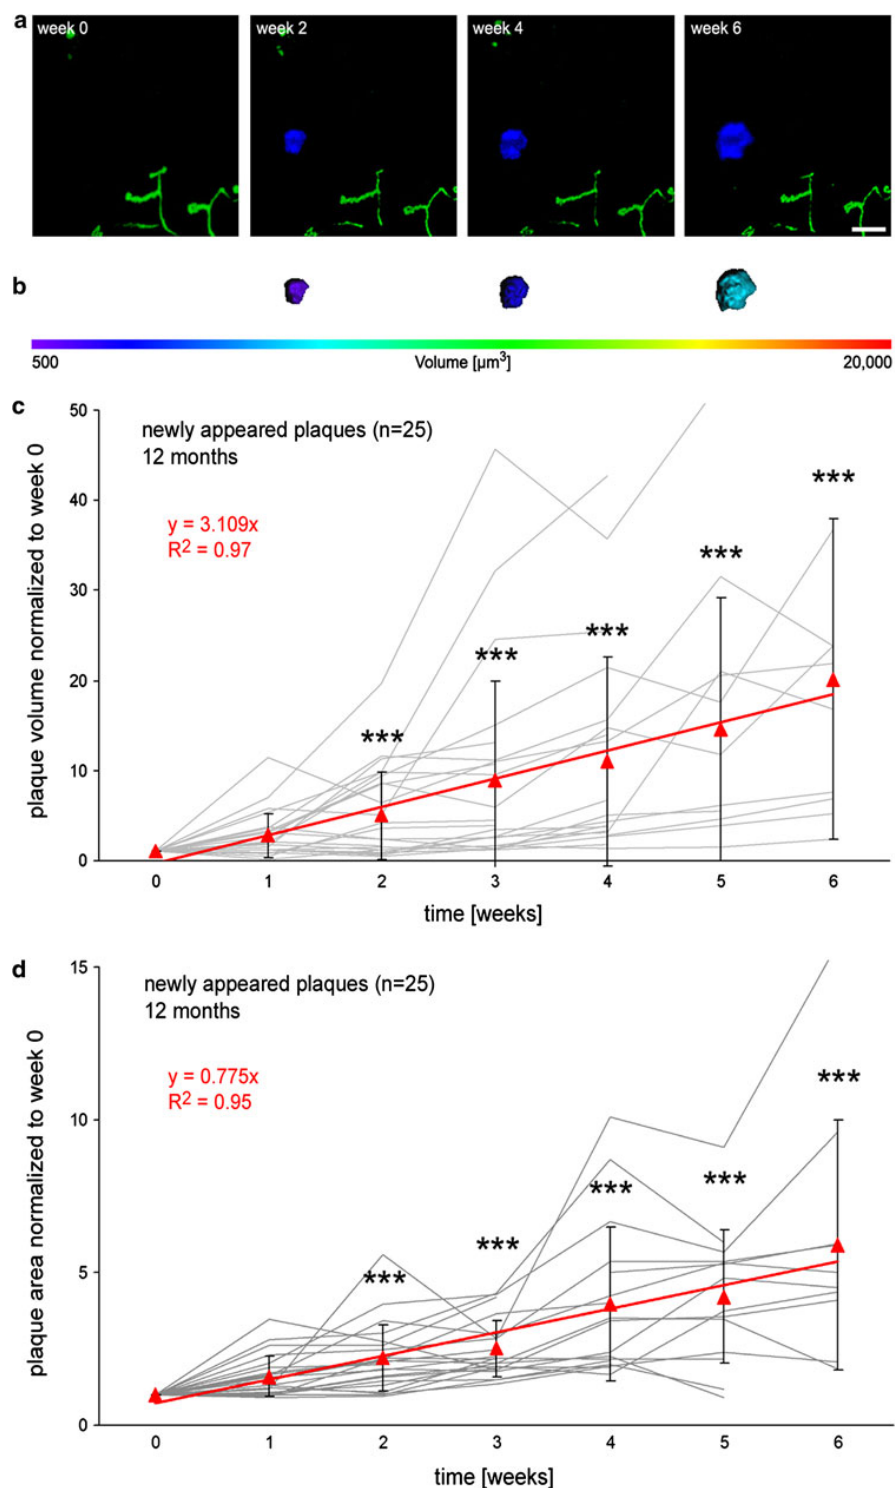 a
week 0
week 2
week 4
week 6
b
500
Volume [µm³]
20,000
c
50
40
30
20
10
0
plaque volume normalized to week 0
newly appeared plaques (n=25)
12 months
y = 3.109x
R² = 0.97
***
***
***
***
***
0
1
2
3
4
5
6
time [weeks]
d
15
10
5
0
plaque area normalized to week 0
newly appeared plaques (n=25)
12 months
y = 0.775x
R² = 0.95
***
***
***
***
***
0
1
2
3
4
5
6
time [weeks]